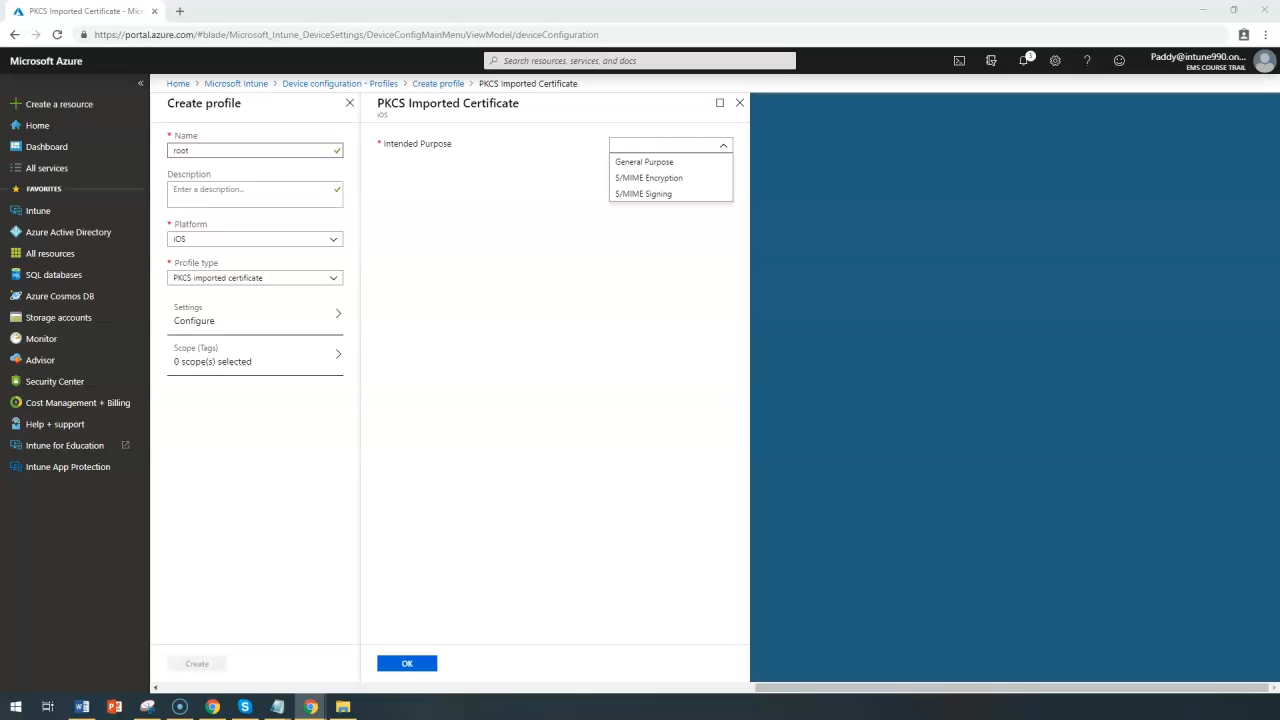 PKCS Imported Certificate - Micr
https://portal.azure.com/#blade/Microsoft_Intune_DeviceSettings/DeviceConfigMainMenuViewModel/deviceConfiguration
Microsoft Azure
Search resources, services, and docs
3
Paddy@intune990.on...
EMS COURSE TRAIL
Home > Microsoft Intune > Device configuration - Profiles > Create profile > PKCS Imported Certificate
Create a resource
Home
Dashboard
All services
FAVORITES
Intune
Azure Active Directory
All resources
SQL databases
Azure Cosmos DB
Storage accounts
Monitor
Advisor
Security Center
Cost Management + Billing
Help + support
Intune for Education
Intune App Protection
Create profile
* Name
root
Description
Enter a description...
* Platform
iOS
* Profile type
PKCS imported certificate
Settings
Configure
Scope (Tags)
0 scope(s) selected
Create
PKCS Imported Certificate
iOS
* Intended Purpose
General Purpose
S/MIME Encryption
S/MIME Signing
OK